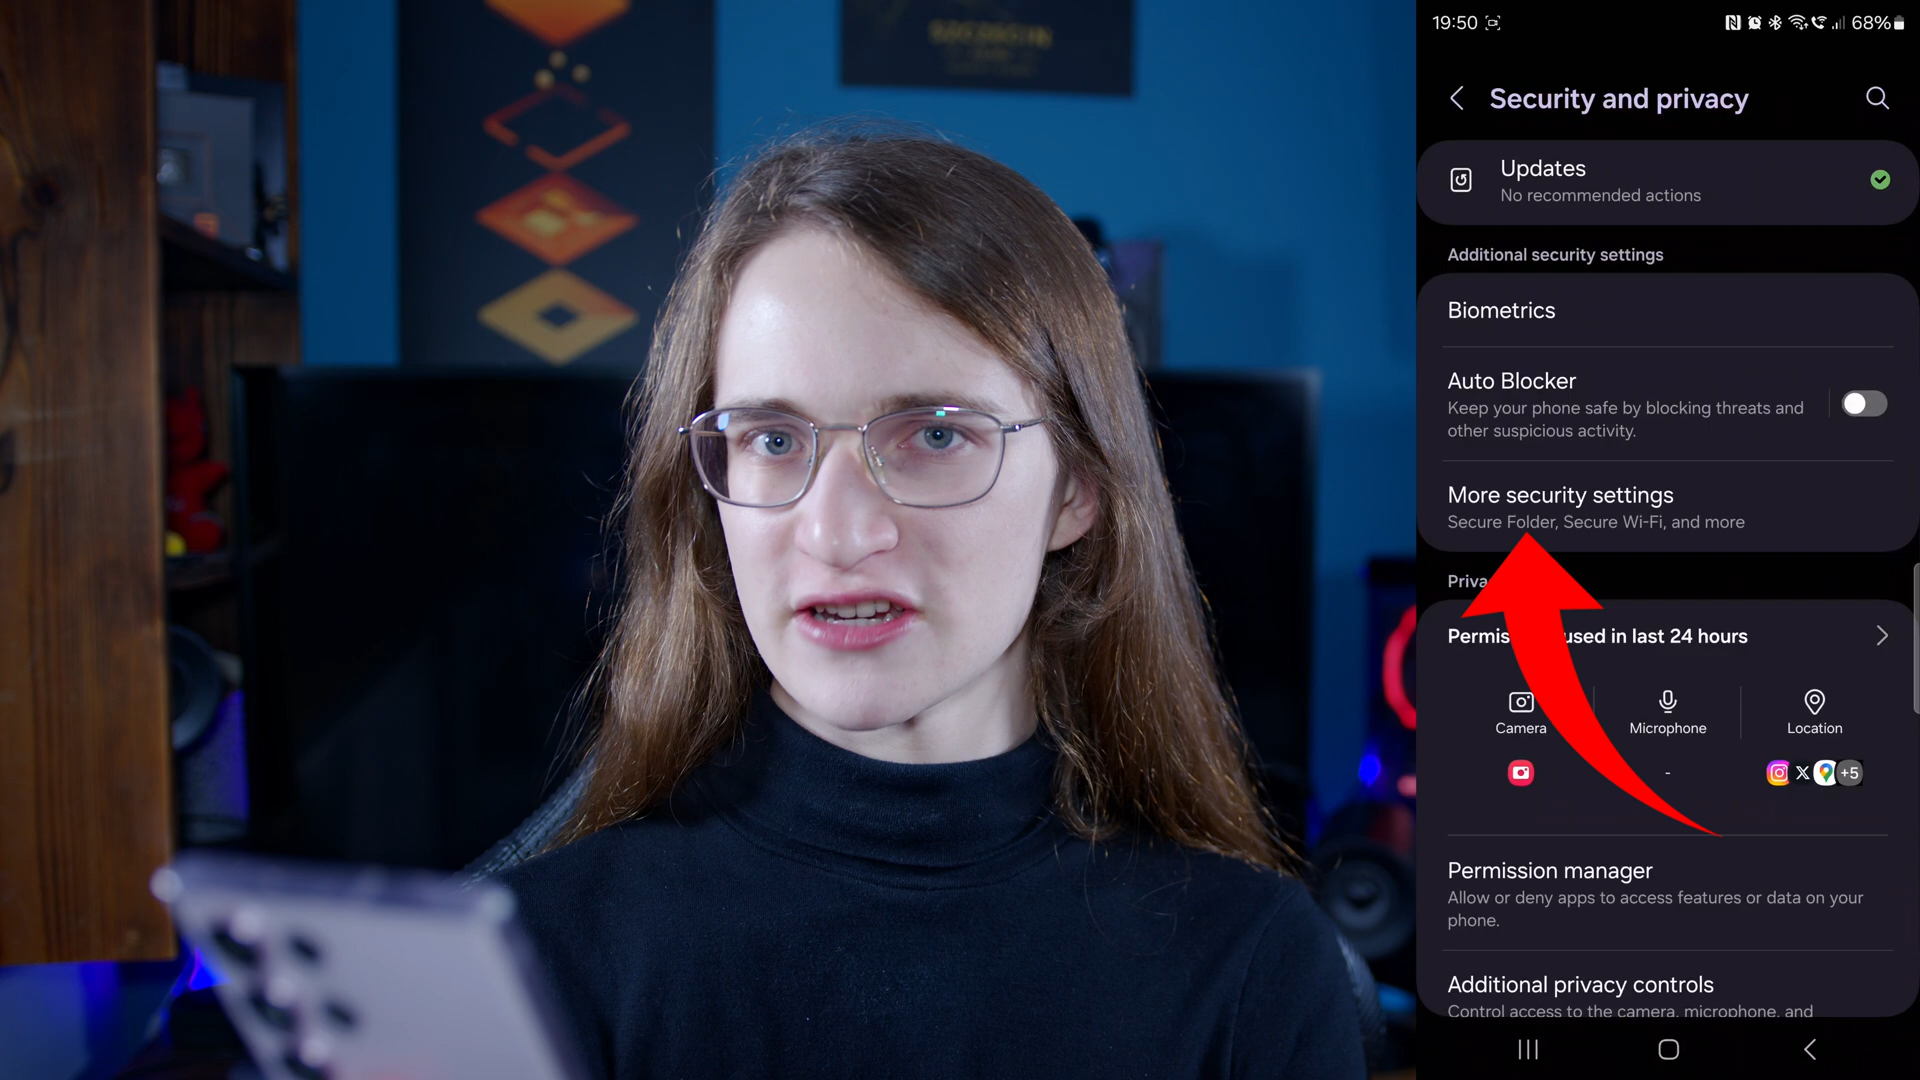 SZCZECIN
19:50
68%
Security and privacy
Updates
No recommended actions
Additional security settings
Biometrics
Auto Blocker
Keep your phone safe by blocking threats and
other suspicious activity.
More security settings
Secure Folder, Secure Wi-Fi, and more
Priva
Permis used in last 24 hours
Camera
Microphone
Location
-
+5
Permission manager
Allow or deny apps to access features or data on your
phone.
Additional privacy controls
Control access to the camera, microphone, and